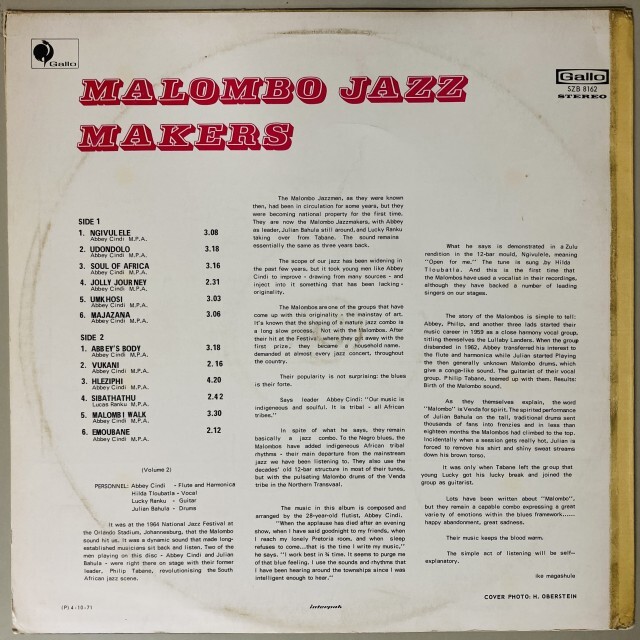 Gallo
MALOMBO JAZZ
MAKERS
Gallo
SZB 8162
STEREO
SIDE 1
1. NGIVULELE 3.08
Abbey Cindi M.P.A.
2. UDONDOLO 3.18
Abbey Cindi M.P.A.
3. SOUL OF AFRICA 3.16
Abbey Cindi M.P.A.
4. JOLLY JOURNEY 2.31
Abbey Cindi M.P.A.
5. UMKHOSI 3.03
Abbey Cindi M.P.A.
6. MAJAZANA 3.06
Abbey Cindi M.P.A.
SIDE 2
1. ABBEY'S BODY 3.18
Abbey Cindi M.P.A.
2. VUKANI 2.16
Abbey Cindi M.P.A.
3. HLEZIPHI 4.20
Abbey Cindi M.P.A.
4. SIBATHATHU 2.42
Lucas Ranku M.P.A.
5. MALOMBI WALK 3.30
Abbey Cindi M.P.A.
6. EMOUBANE 2.12
Abbey Cindi M.P.A.
(Volume 2)
PERSONNEL: Abbey Cindi - Flute and Harmonica
Hilda Tloubatla - Vocal
Lucky Ranku - Guitar
Julian Bahula - Drums
It was at the 1964 National Jazz Festival at
the Orlando Stadium, Johannesburg, that the Malombo
sound hit us. It was a dynamic sound that made long-
established musicians sit back and listen. Two of the
men playing on this disc - Abbey Cindi and Julian
Bahula - were right there on stage with their former
leader, Philip Tabane, revolutionising the South
African jazz scene.
(P) 4-10-71
The Malombo Jazzmen, as they were known
then, had been in circulation for some years, but they
were becoming national property for the first time.
They are now the Malombo Jazzmakers, with Abbey
as leader, Julian Bahula still around, and Lucky Ranku
taking over from Tabane. The sound remains
essentially the same as three years back.
The scope of our jazz has been widening in
the past few years, but it took young men like Abbey
Cindi to improve - drawing from many sources - and
inject into it something that has been lacking -
originality.
The Malombos are one of the groups that have
come up with this originality - the mainstay of art.
It's known that the shaping of a mature jazz combo is
a long slow process. Not with the Malombos. After
their hit at the Festival, where they got away with the
first prize, they became a household name,
demanded at almost every jazz concert, throughout
the country.
Their popularity is not surprising: the blues
is their forte.
Says leader Abbey Cindi: "Our music is
indigenous and soulful. It is tribal - all African
tribes."
In spite of what he says, they remain
basically a jazz combo. To the Negro blues, the
Malombos have added indigenous African tribal
rhythms - their main departure from the mainstream
jazz we have been listening to. They also use the
decades' old 12-bar structure in most of their tunes,
but with the pulsating Malombo drums of the Venda
tribe in the Northern Transvaal.
The music in this album is composed and
arranged by the 28-year-old flutist, Abbey Cindi.
"When the applause has died after an evening
show, when I have said goodnight to my friends, when
I reach my lonely Pretoria room, and when sleep
refuses to come...that is the time I write my music,"
he says. "I work best in ¾ time. It seems to purge me
of that blue feeling. I use the sounds and rhythms that
I have been hearing around the townships since I was
intelligent enough to hear."
interpak
What he says is demonstrated in a Zulu
rendition in the 12-bar mould, Ngivulele, meaning
"Open for me." The tune is sung by Hilda
Tloubatla. And this is the first time that
the Malombos have used a vocalist in their recordings,
although they have backed a number of leading
singers on our stages.
The story of the Malombos is simple to tell:
Abbey, Philip, and another three lads started their
music career in 1959 as a close harmony vocal group,
titling themselves the Lullaby Landers. When the group
disbanded in 1962, Abbey transferred his interest to
the flute and harmonica while Julian started Playing
the then generally unknown Malombo drums, which
give a conga-like sound. The guitarist of their vocal
group, Philip Tabane, teamed up with them. Results:
Birth of the Malombo sound.
As they themselves explain, the word
"Malombo" is Venda for spirit. The spirited performance
of Julian Bahula on the tall, traditional drums sent
thousands of fans into frenzies and in less than
eighteen months the Malombos had climbed to the top.
Incidentally when a session gets really hot, Julian is
forced to remove his shirt and shiny sweat streams
down his brown torso.
It was only when Tabane left the group that
young Lucky got his lucky break and joined the
group as guitarist.
Lots have been written about "Malombo",
but they remain a capable combo expressing a great
variety of emotions within the blues framework......
happy abandonment, great sadness.
Their music keeps the blood warm.
The simple act of listening will be self-
explanatory.
ike megashula
COVER PHOTO: H. OBERSTEIN